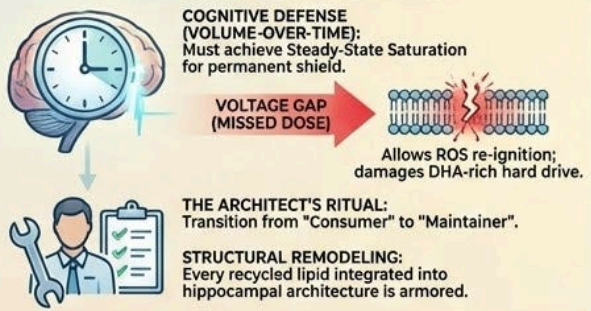 COGNITIVE DEFENSE
(VOLUME-OVER-TIME):
Must achieve Steady-State Saturation
for permanent shield.
VOLTAGE GAP
(MISSED DOSE)
Allows ROS re-ignition;
damages DHA-rich hard drive.
THE ARCHITECT'S RITUAL:
Transition from "Consumer" to "Maintainer".
STRUCTURAL REMODELING:
Every recycled lipid integrated into
hippocampal architecture is armored.